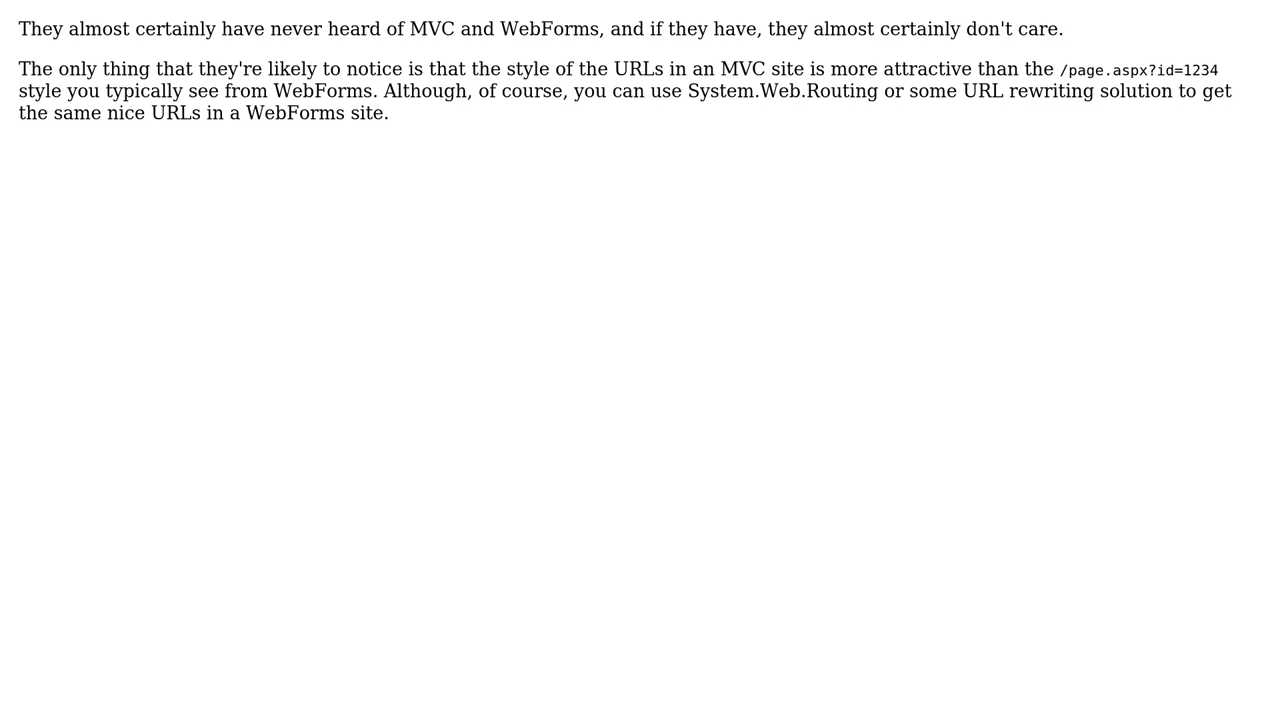 They almost certainly have never heard of MVC and WebForms, and if they have, they almost certainly don't care.
The only thing that they're likely to notice is that the style of the URLs in an MVC site is more attractive than the /page.aspx?id=1234
style you typically see from WebForms. Although, of course, you can use System.Web.Routing or some URL rewriting solution to get
the same nice URLs in a WebForms site.